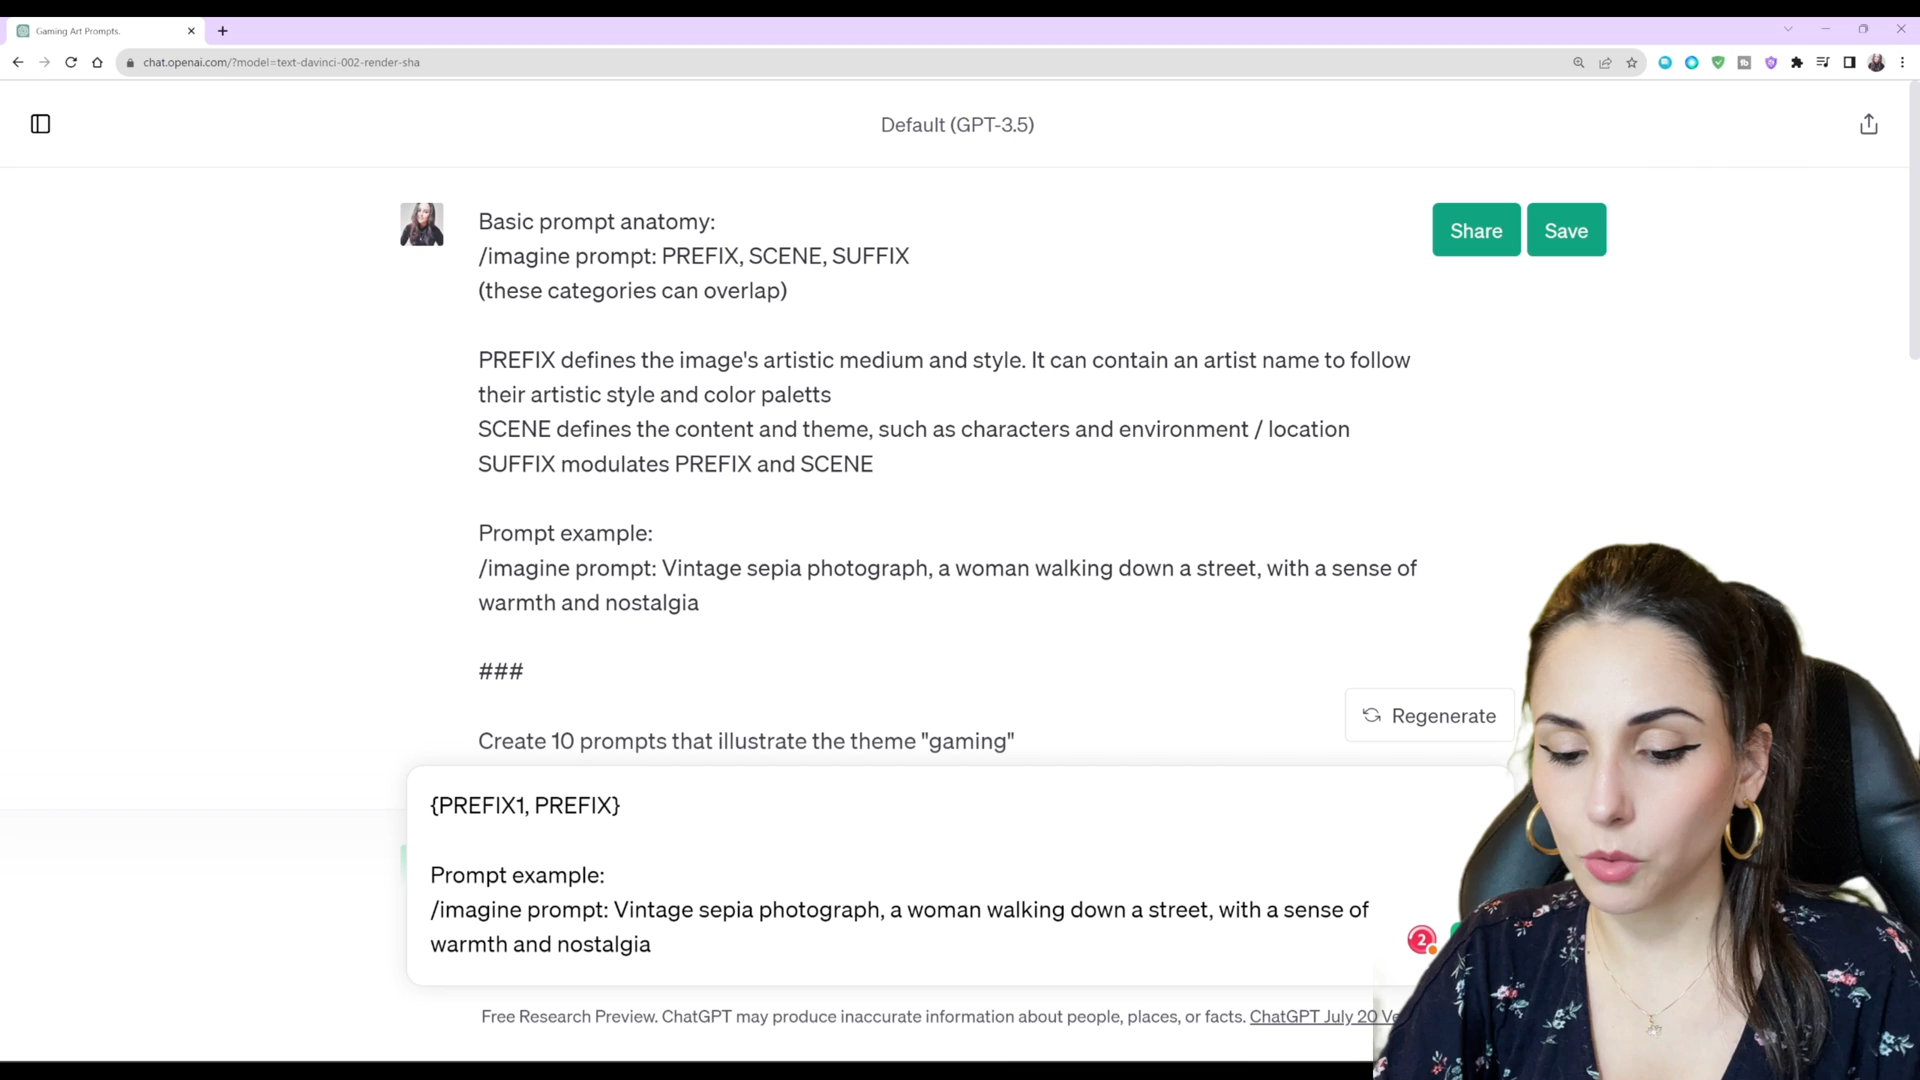 Gaming Art Prompts.
chat.openai.com/?model=text-davinci-002-render-sha
Default (GPT-3.5)
Basic prompt anatomy:
Share
Save
/imagine prompt: PREFIX, SCENE, SUFFIX
(these categories can overlap)
PREFIX defines the image's artistic medium and style. It can contain an artist name to follow
their artistic style and color paletts
SCENE defines the content and theme, such as characters and environment / location
SUFFIX modulates PREFIX and SCENE
Prompt example:
/imagine prompt: Vintage sepia photograph, a woman walking down a street, with a sense of
warmth and nostalgia
###
Regenerate
Create 10 prompts that illustrate the theme "gaming"
{PREFIX1, PREFIX}
Prompt example:
/imagine prompt: Vintage sepia photograph, a woman walking down a street, with a sense of
warmth and nostalgia
2
Free Research Preview. ChatGPT may produce inaccurate information about people, places, or facts. ChatGPT July 20